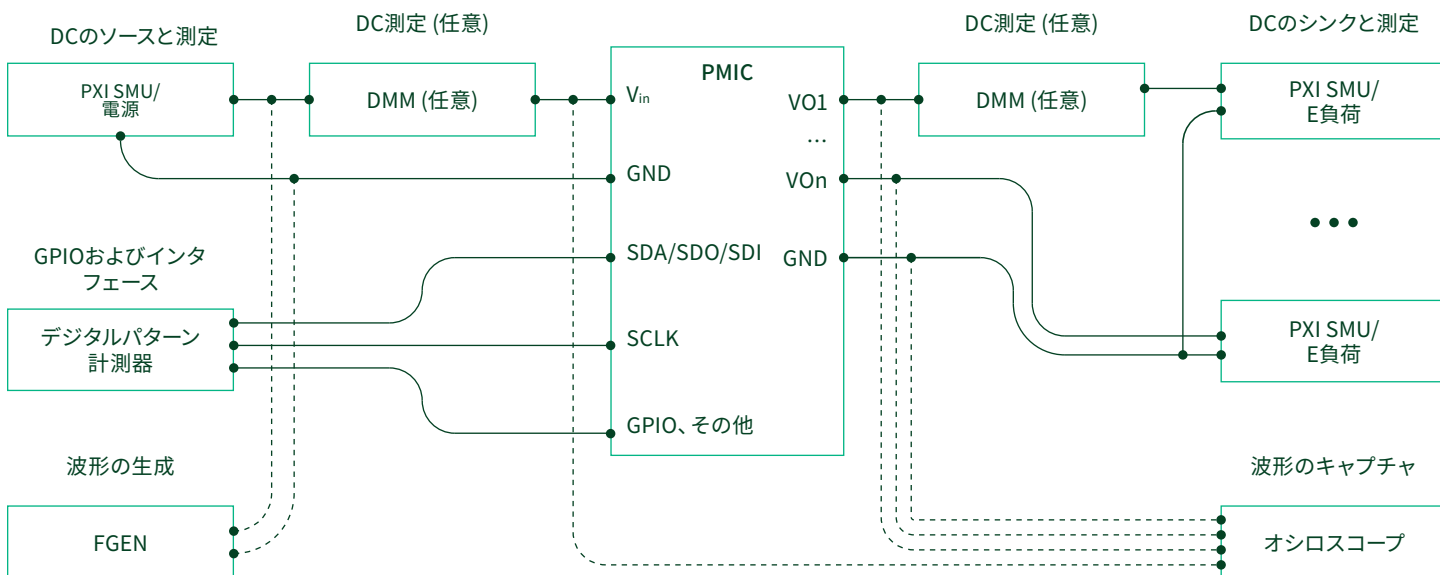 DCのソースと測定
PXI SMU/
電源
DC測定 (任意)
DMM (任意)
PMIC
Vin
GND
SDA/SDO/SDI
SCLK
GPIO、その他
VO1
...
VOn
GND
DC測定 (任意)
DMM (任意)
DCのシンクと測定
PXI SMU/
E負荷
PXI SMU/
E負荷
GPIOおよびインタ
フェース
デジタルパターン
計測器
波形の生成
FGEN
波形のキャプチャ
オシロスコープ